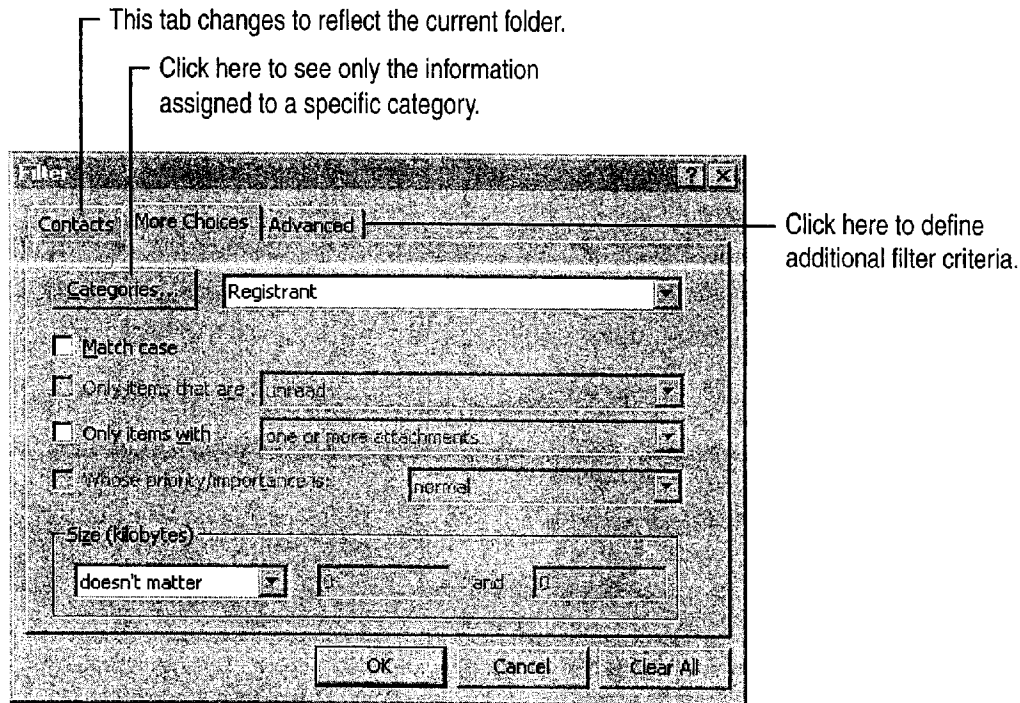 This tab changes to reflect the current folder.
Click here to see only the information
assigned to a specific category.
Filter
Contacts More Choices Advanced
Click here to define
additional filter criteria.
Categories... Registrant
Match case
Only items that are unread
Only items with one or more attachments
Whose priority/importance is: normal
Size (kilobytes)
doesn't matter 0 and 0
OK Cancel Clear All